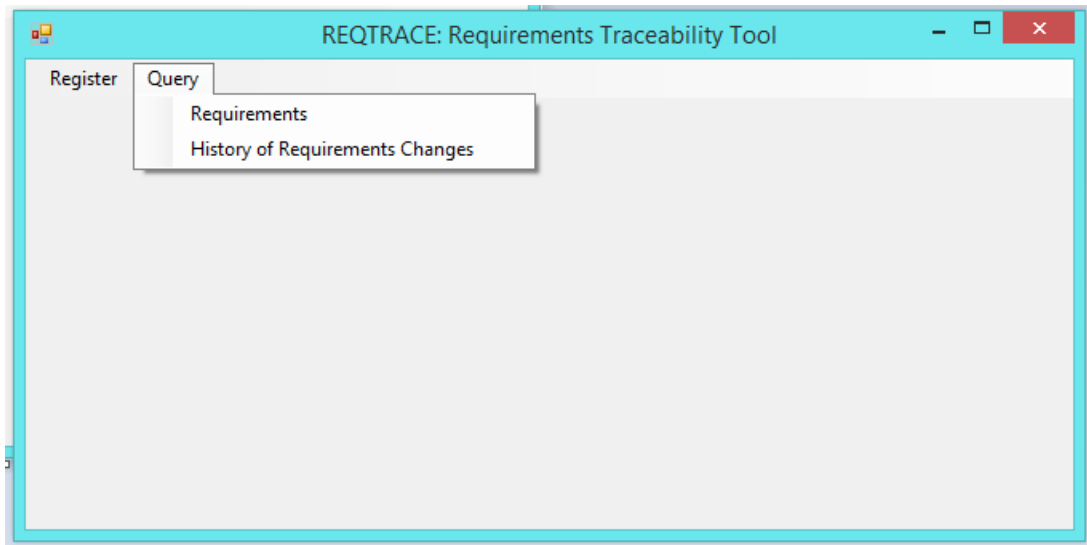 REQTRACE: Requirements Traceability Tool
Register Query
Requirements
History of Requirements Changes